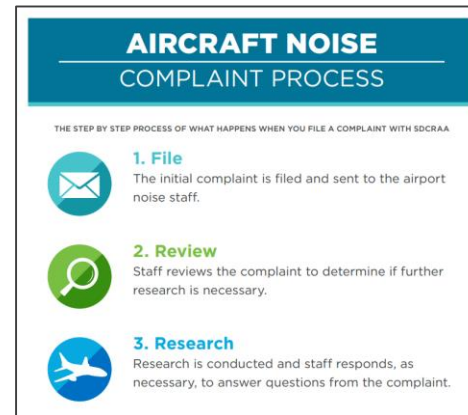 AIRCRAFT NOISE
COMPLAINT PROCESS
THE STEP BY STEP PROCESS OF WHAT HAPPENS WHEN YOU FILE A COMPLAINT WITH SDCRAA
1. File
The initial complaint is filed and sent to the airport
noise staff.
2. Review
Staff reviews the complaint to determine if further
research is necessary.
3. Research
Research is conducted and staff responds, as
necessary, to answer questions from the complaint.